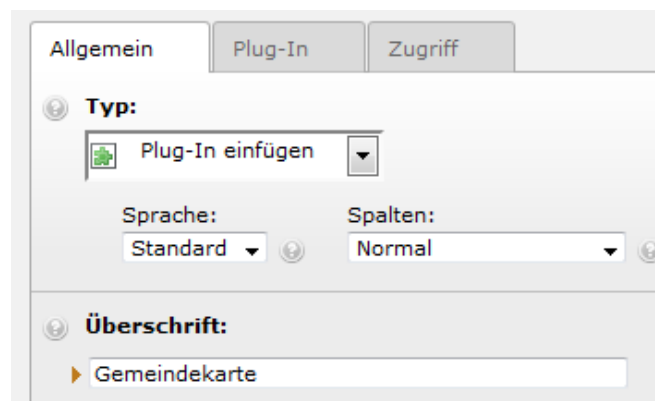 Allgemein Plug-In Zugriff
Typ:
Plug-In einfügen
Sprache: Spalten:
Standard Normal
Überschrift:
Gemeindekarte